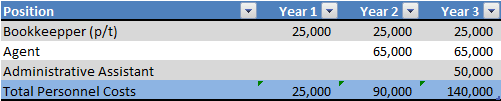 Position Year 1 Year 2 Year 3
Bookkeepper (p/t) 25,000 25,000 25,000
Agent 65,000 65,000
Administrative Assistant 50,000
Total Personnel Costs 25,000 90,000 140,000